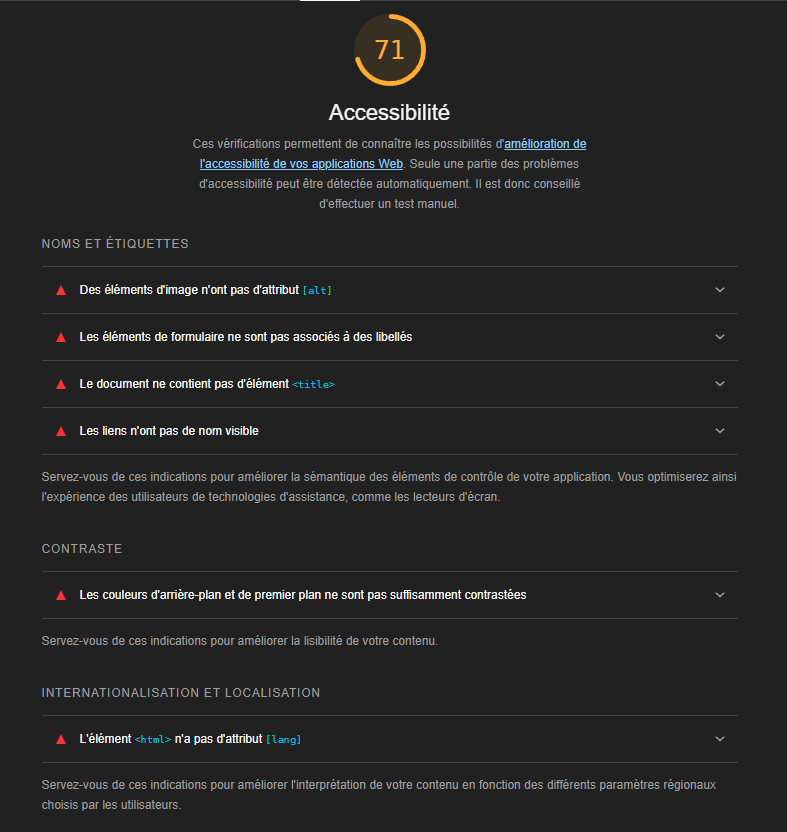 71
Accessibilité
Ces vérifications permettent de connaître les possibilités d'amélioration de
l'accessibilité de vos applications Web. Seule une partie des problèmes
d'accessibilité peut être détectée automatiquement. Il est donc conseillé
d'effectuer un test manuel.
NOMS ET ÉTIQUETTES
Des éléments d'image n'ont pas d'attribut [alt]
Les éléments de formulaire ne sont pas associés à des libellés
Le document ne contient pas d'élément <title>
Les liens n'ont pas de nom visible
Servez-vous de ces indications pour améliorer la sémantique des éléments de contrôle de votre application. Vous optimiserez ainsi
l'expérience des utilisateurs de technologies d'assistance, comme les lecteurs d'écran.
CONTRASTE
Les couleurs d'arrière-plan et de premier plan ne sont pas suffisamment contrastées
Servez-vous de ces indications pour améliorer la lisibilité de votre contenu.
INTERNATIONALISATION ET LOCALISATION
L'élément <html> n'a pas d'attribut [lang]
Servez-vous de ces indications pour améliorer l'interprétation de votre contenu en fonction des différents paramètres régionaux
choisis par les utilisateurs.